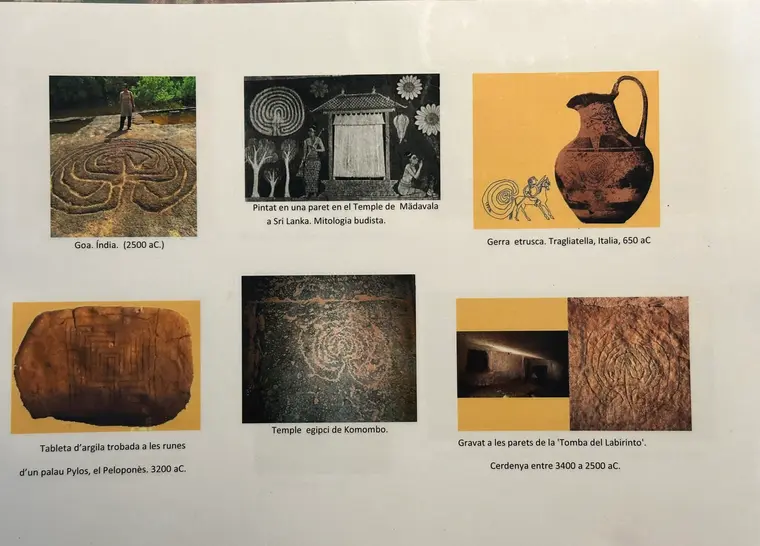 Goa. Índia. (2500 aC.)
Pintat en una paret en el Temple de Mädavala
a Sri Lanka. Mitologia budista.
Gerra etrusca. Tragliatella, Italia, 650 aC
Tableta d'argila trobada a les runes
d'un palau Pylos, el Peloponès. 3200 aC.
Temple egipci de Komombo.
Gravat a les parets de la 'Tomba del Labirinto'.
Cerdenya entre 3400 a 2500 aC.